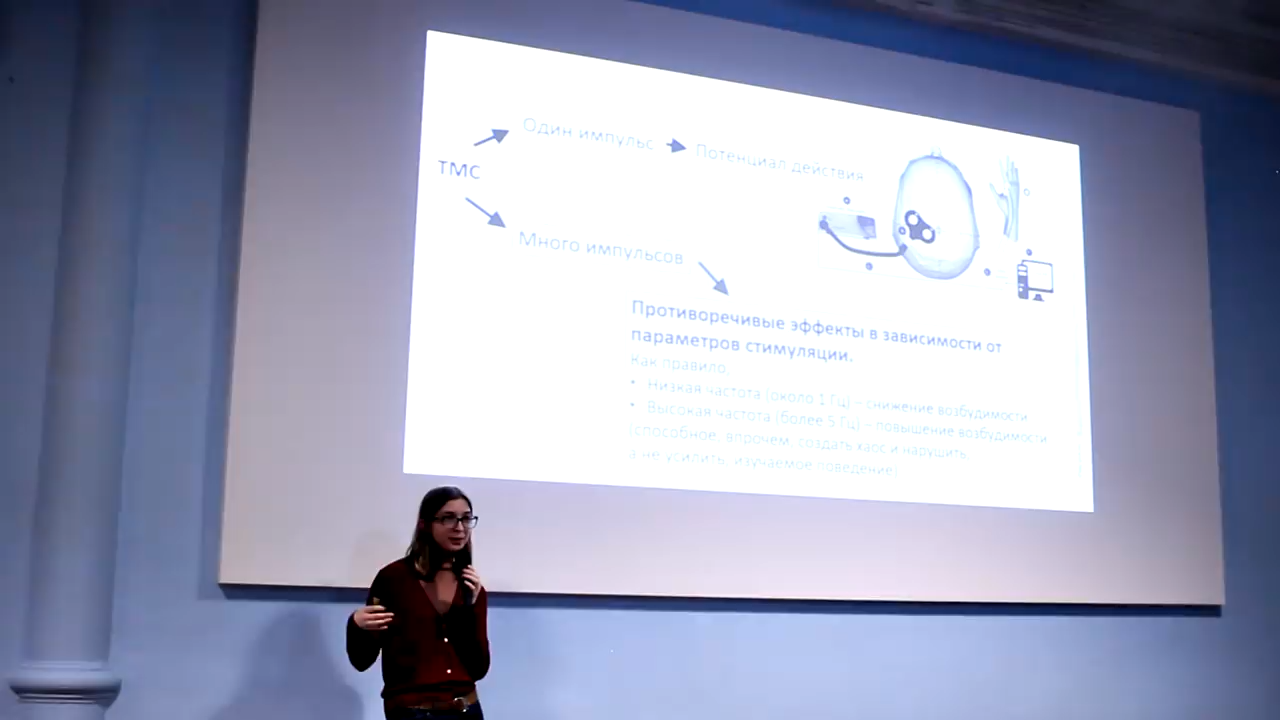 Один импульс
Потенциал действия
ТМС
Много импульсов
Противоречивые эффекты в зависимости от
параметров стимуляции.
Как правило:
• Низкая частота (около 1 Гц) – снижение возбудимости
• Высокая частота (более 5 Гц) – повышение возбудимости
(способное, впрочем, создать хаос и нарушить,
а не усилить, изучаемое поведение)